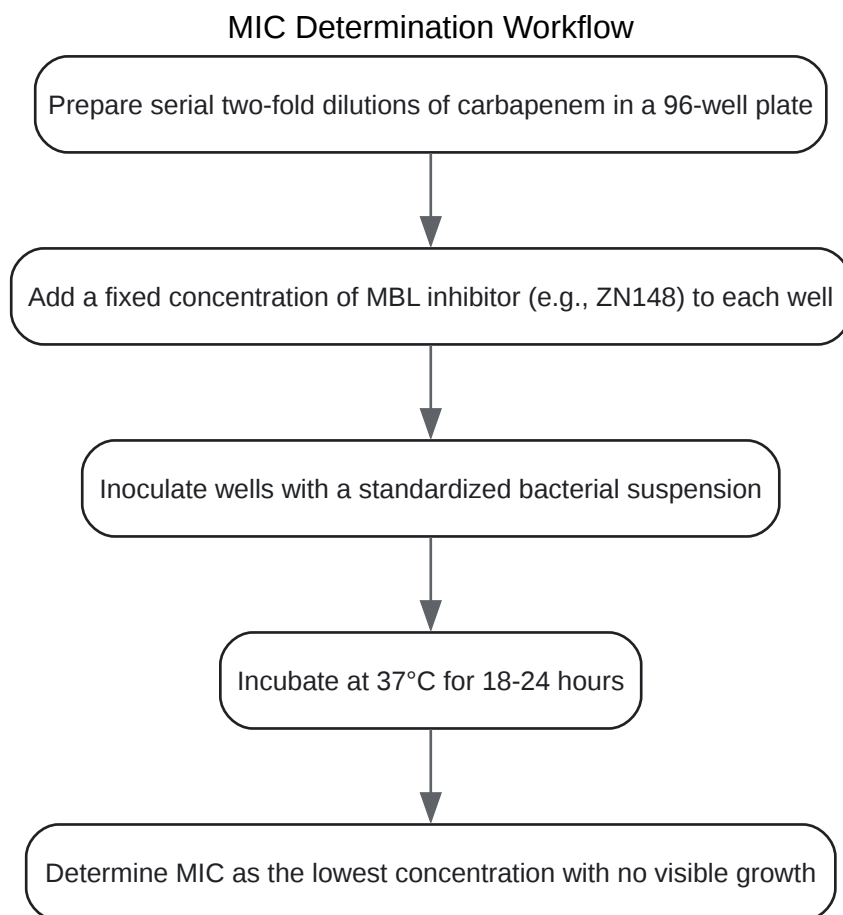 MIC Determination Workflow
Prepare serial two-fold dilutions of carbapenem in a 96-well plate
Add a fixed concentration of MBL inhibitor (e.g., ZN148) to each well
Inoculate wells with a standardized bacterial suspension
Incubate at 37°C for 18-24 hours
Determine MIC as the lowest concentration with no visible growth